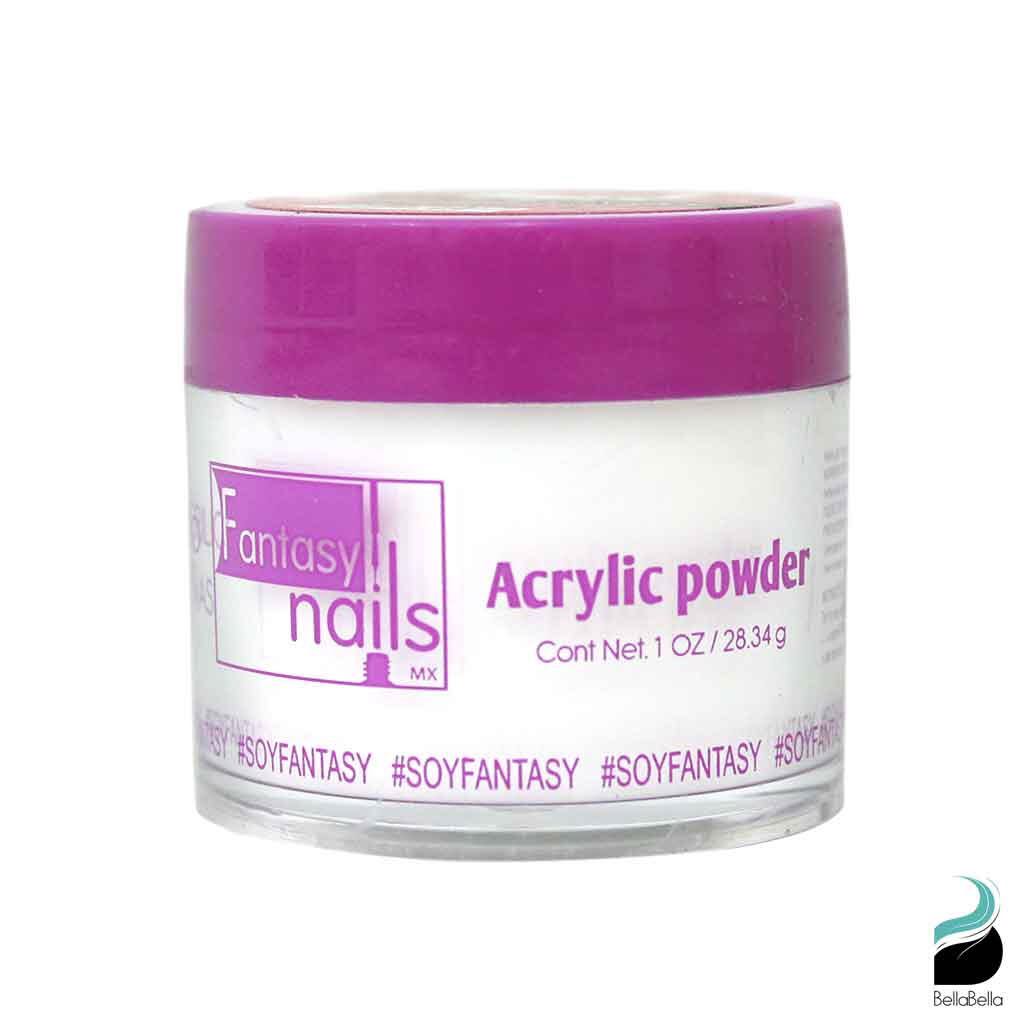 Fantasy
nails
MX
Acrylic powder
Cont Net. 1 OZ / 28.34 g
#SOYFANTASY #SOYFANTASY #SOYFANTASY
BellaBella